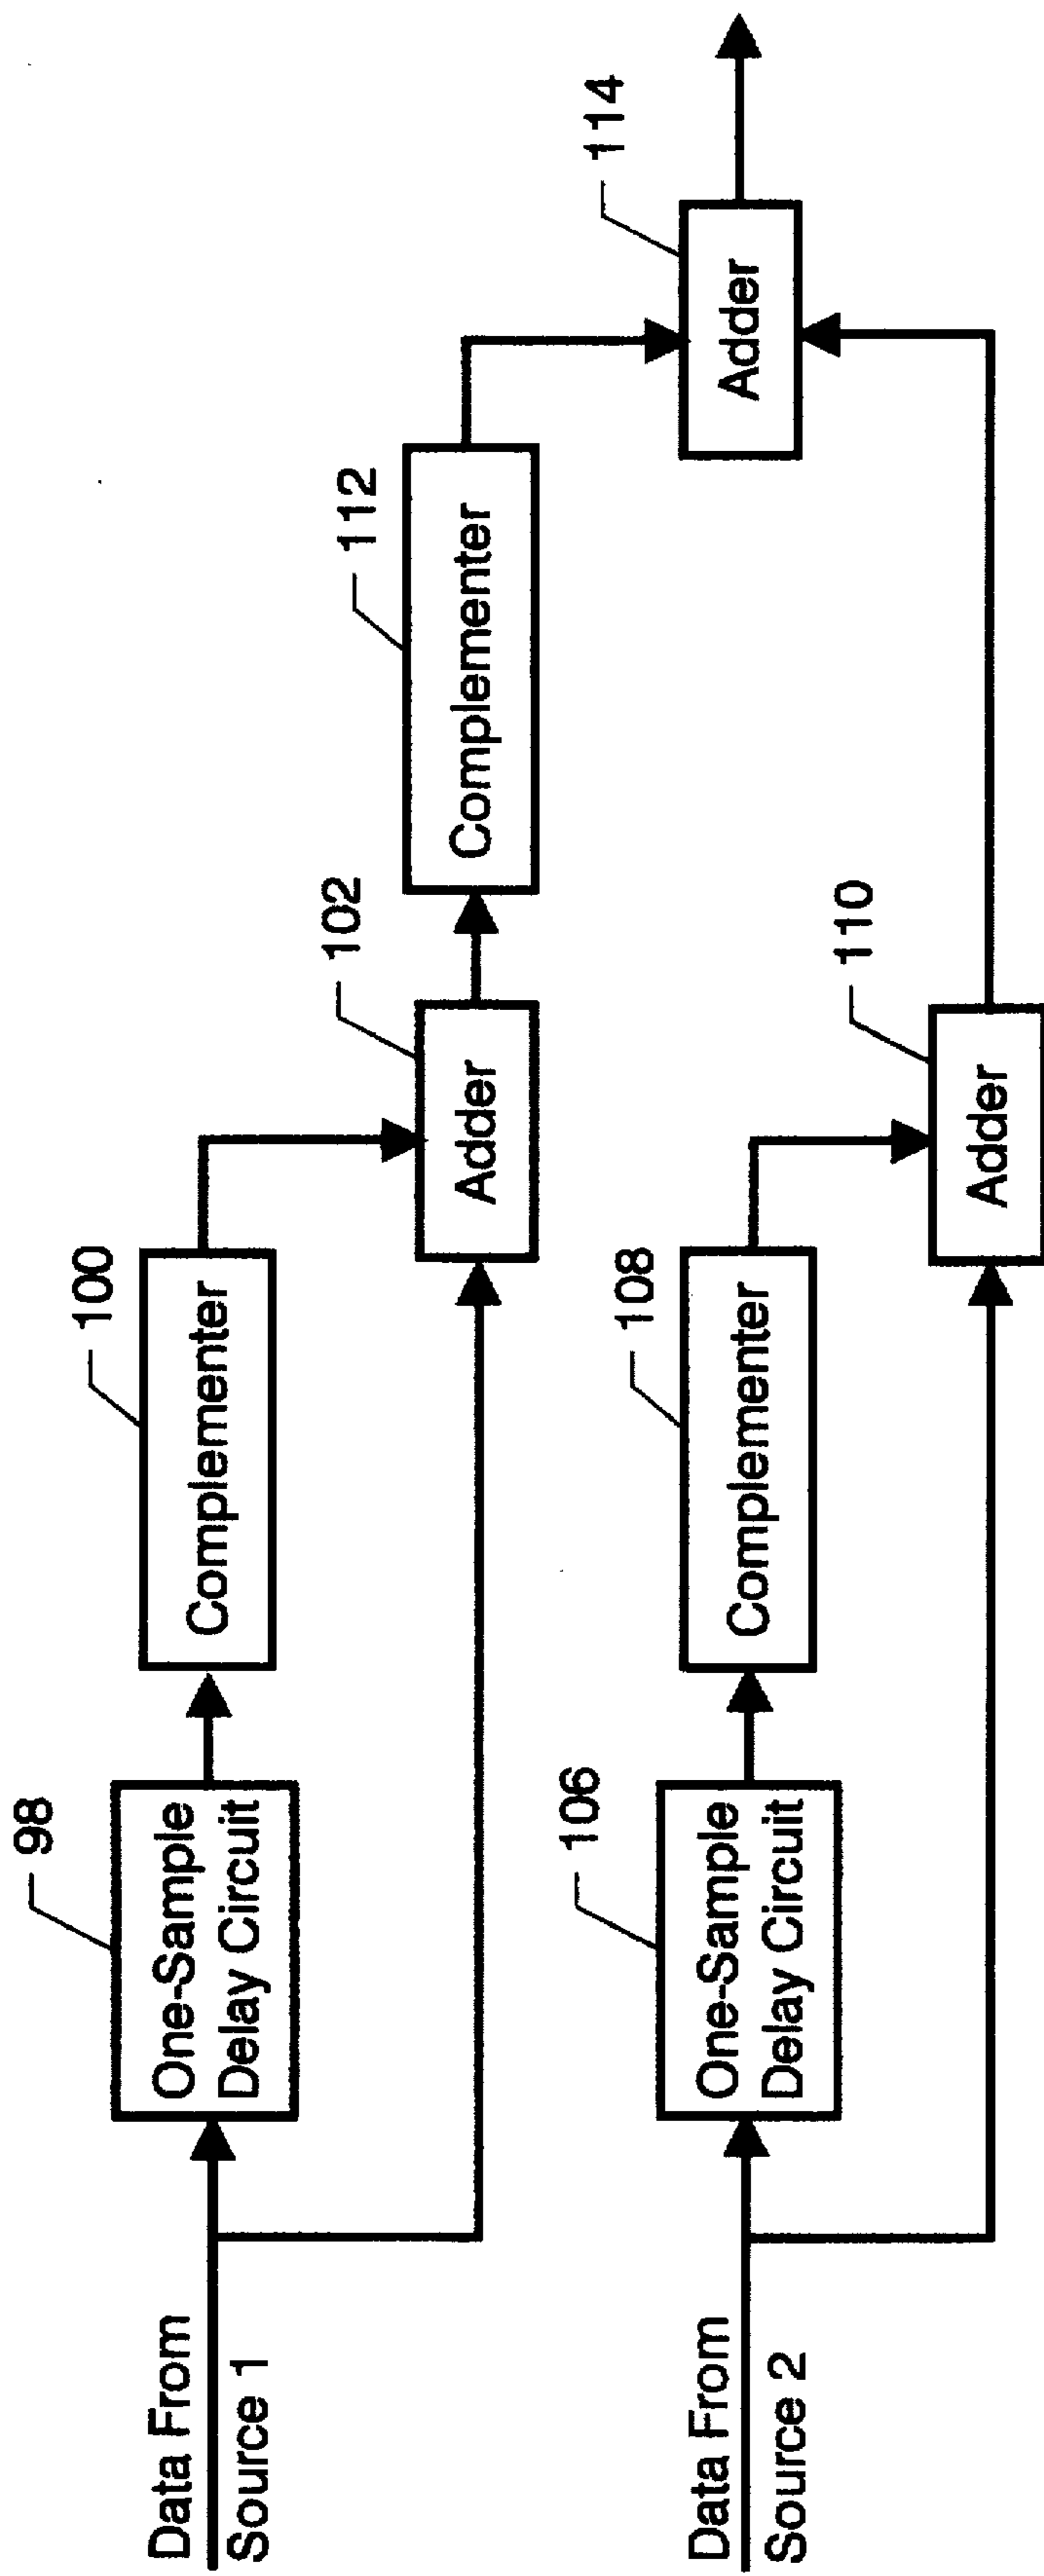 Data From
Source 1
98
One-Sample
Delay Circuit
100
Complementer
102
Adder
112
Complementer
114
Adder
Data From
Source 2
106
One-Sample
Delay Circuit
108
Complementer
110
Adder